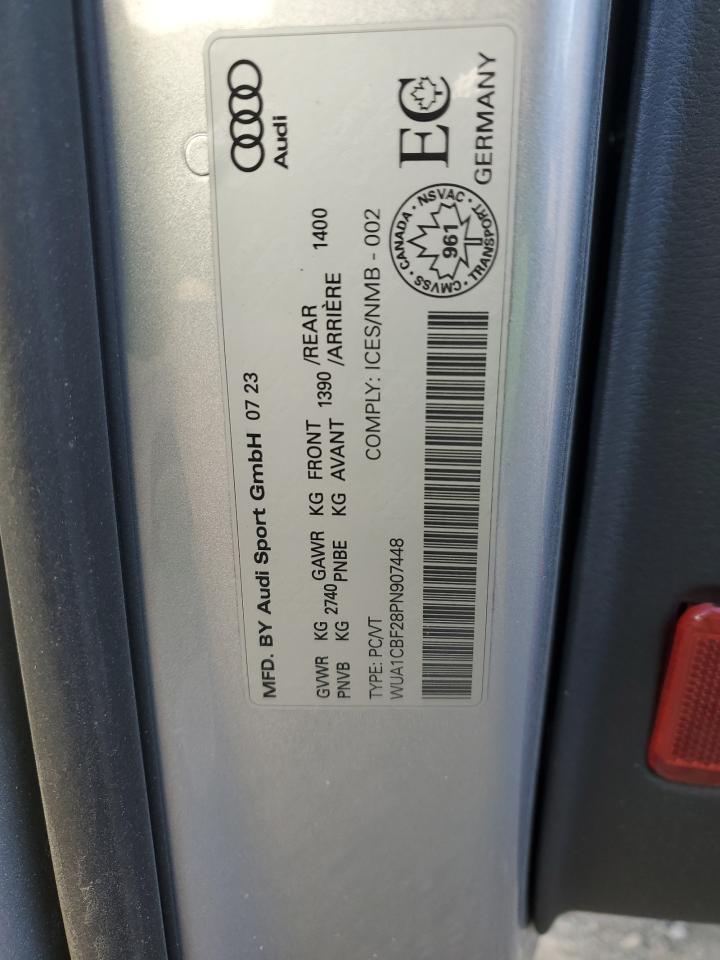 Audi
MFD. BY Audi Sport GmbH 07 23
EC
GERMANY
GVWR KG 2740 GAWR KG FRONT 1390 /REAR 1400
PNVB KG PNBE KG AVANT /ARRIÈRE
TYPE: PC/VT COMPLY: ICES/NMB - 002
CANADA · NSVAC · TRANSPORT · CMVSS ·
961
WUA1CBF28PN907448